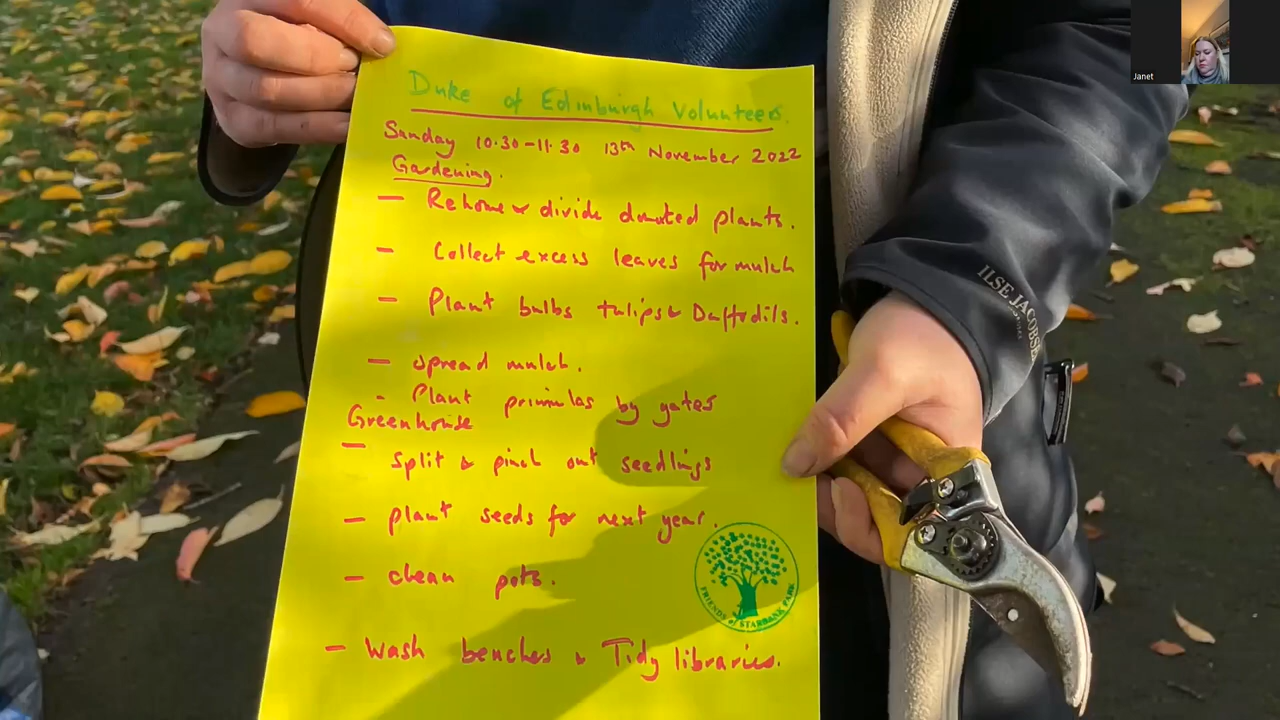 Duke of Edinburgh Volunteers.
Sunday 10.30-11.30 13th November 2022
Gardening.
- Rehome & divide donated plants.
- Collect excess leaves for mulch
- Plant bulbs tulips & Daffodils.
- Spread mulch.
- Plant primulas by gates
Greenhouse
- Split & pinch out seedlings
- plant seeds for next year.
- clean pots.
- Wash benches & Tidy libraries.
FRIENDS of STARBANK PARK
ILSE JACOBSE
Janet